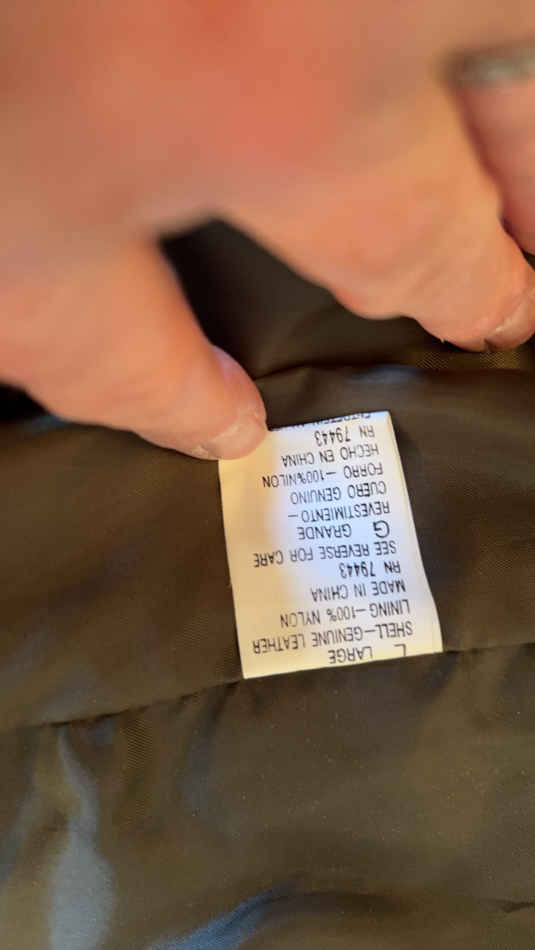 L LARGE
SHELL—GENIUNE LEATHER
LINING—100% NYLON
MADE IN CHINA
RN 79443
SEE REVERSE FOR CARE
G GRANDE
REVESTIMIENTO—
CUERO GENUINO
FORRO —100%NILON
HECHO EN CHINA
RN 79443